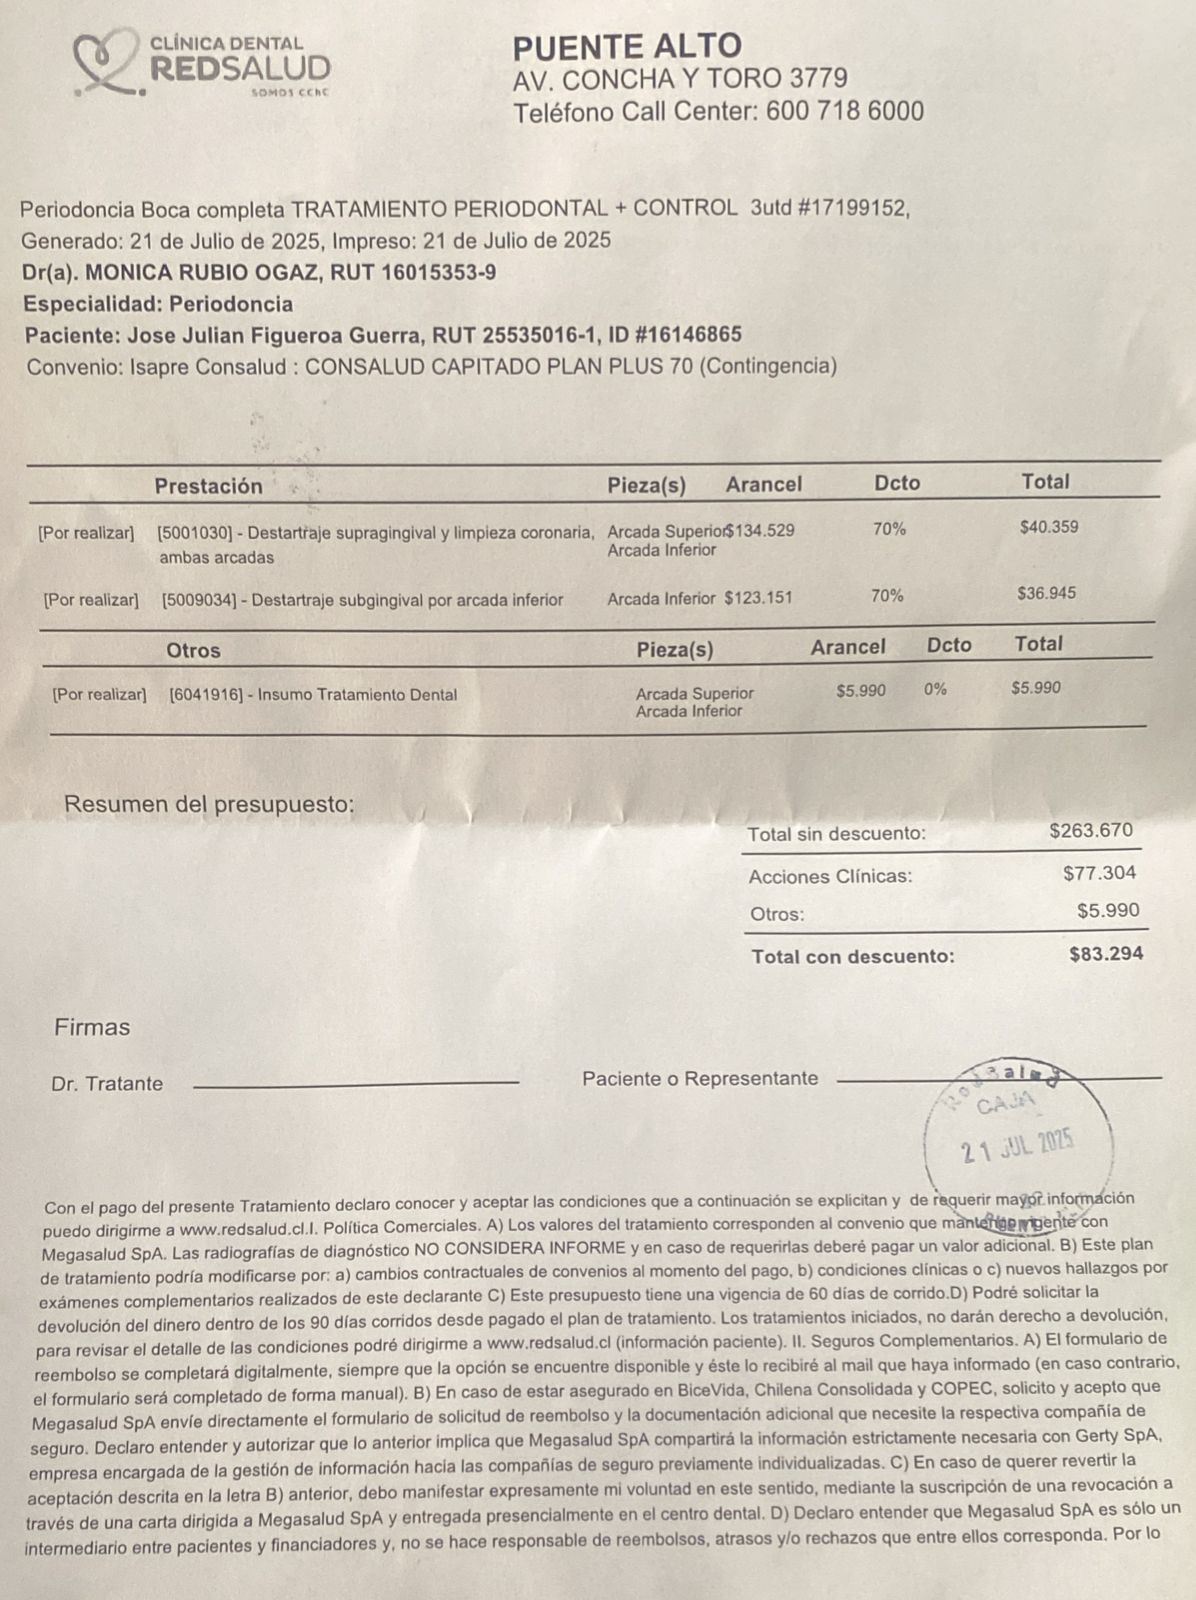 CLÍNICA DENTAL
REDSALUD
SOMOS CChC
PUENTE ALTO
AV. CONCHA Y TORO 3779
Teléfono Call Center: 600 718 6000
Periodoncia Boca completa TRATAMIENTO PERIODONTAL + CONTROL 3utd #17199152,
Generado: 21 de Julio de 2025, Impreso: 21 de Julio de 2025
Dr(a). MONICA RUBIO OGAZ, RUT 16015353-9
Especialidad: Periodoncia
Paciente: Jose Julian Figueroa Guerra, RUT 25535016-1, ID #16146865
Convenio: Isapre Consalud : CONSALUD CAPITADO PLAN PLUS 70 (Contingencia)
Prestación Pieza(s) Arancel Dcto Total
[Por realizar] [5001030] - Destartraje supragingival y limpieza coronaria, Arcada Superior $134.529 70% $40.359
ambas arcadas Arcada Inferior
[Por realizar] [5009034] - Destartraje subgingival por arcada inferior Arcada Inferior $123.151 70% $36.945
Otros Pieza(s) Arancel Dcto Total
[Por realizar] [6041916] - Insumo Tratamiento Dental Arcada Superior $5.990 0% $5.990
Arcada Inferior
Resumen del presupuesto:
Total sin descuento: $263.670
Acciones Clínicas: $77.304
Otros: $5.990
Total con descuento: $83.294
Firmas
Dr. Tratante
Paciente o Representante
RedSalud
CAJA
21 JUL 2025
Con el pago del presente Tratamiento declaro conocer y aceptar las condiciones que a continuación se explicitan y de requerir mayor información
puedo dirigirme a www.redsalud.cl.I. Política Comerciales. A) Los valores del tratamiento corresponden al convenio que mantengo vigente con
Megasalud SpA. Las radiografías de diagnóstico NO CONSIDERA INFORME y en caso de requerirlas deberé pagar un valor adicional. B) Este plan
de tratamiento podría modificarse por: a) cambios contractuales de convenios al momento del pago, b) condiciones clínicas o c) nuevos hallazgos por
exámenes complementarios realizados de este declarante C) Este presupuesto tiene una vigencia de 60 días de corrido.D) Podré solicitar la
devolución del dinero dentro de los 90 días corridos desde pagado el plan de tratamiento. Los tratamientos iniciados, no darán derecho a devolución,
para revisar el detalle de las condiciones podré dirigirme a www.redsalud.cl (información paciente). II. Seguros Complementarios. A) El formulario de
reembolso se completará digitalmente, siempre que la opción se encuentre disponible y éste lo recibiré al mail que haya informado (en caso contrario,
el formulario será completado de forma manual). B) En caso de estar asegurado en BiceVida, Chilena Consolidada y COPEC, solicito y acepto que
Megasalud SpA envíe directamente el formulario de solicitud de reembolso y la documentación adicional que necesite la respectiva compañía de
seguro. Declaro entender y autorizar que lo anterior implica que Megasalud SpA compartirá la información estrictamente necesaria con Gerty SpA,
empresa encargada de la gestión de información hacia las compañías de seguro previamente individualizadas. C) En caso de querer revertir la
aceptación descrita en la letra B) anterior, debo manifestar expresamente mi voluntad en este sentido, mediante la suscripción de una revocación a
través de una carta dirigida a Megasalud SpA y entregada presencialmente en el centro dental. D) Declaro entender que Megasalud SpA es sólo un
intermediario entre pacientes y financiadores y, no se hace responsable de reembolsos, atrasos y/o rechazos que entre ellos corresponda. Por lo